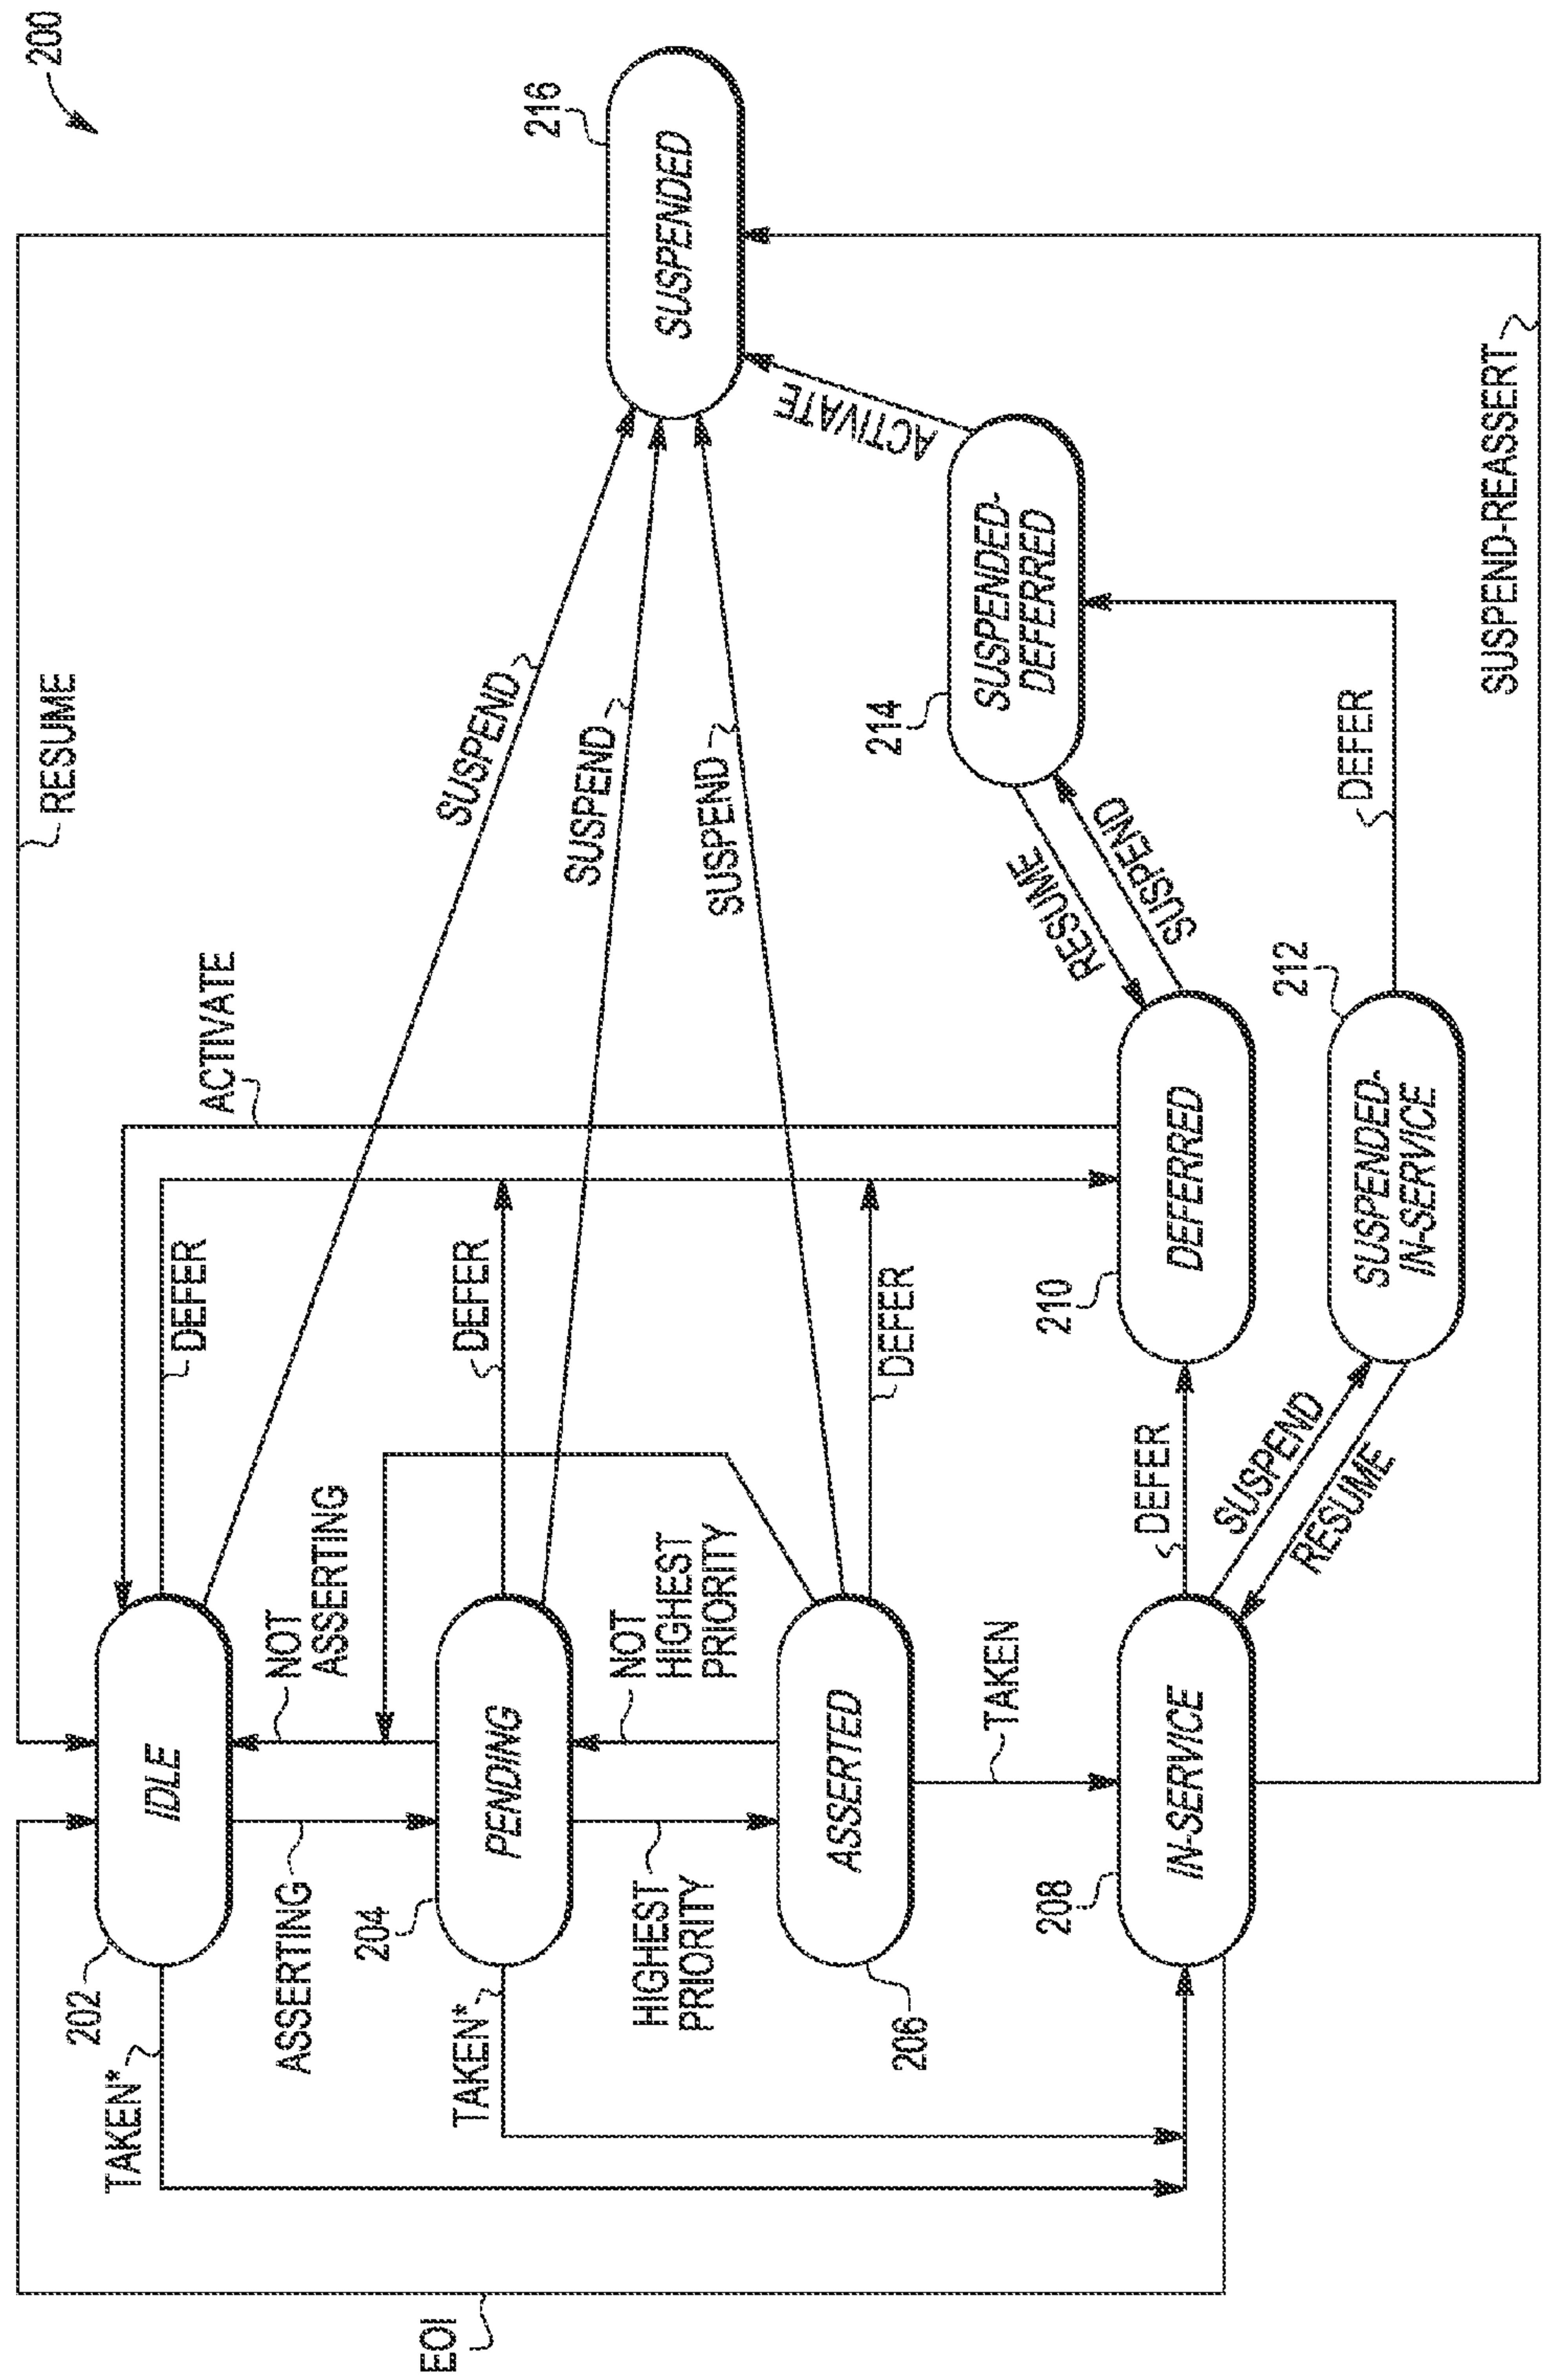 200
216
SUSPENDED
RESUME
SUSPEND
SUSPEND
SUSPEND
ACTIVATE
SUSPENDED-
DEFERRED
214
SUSPEND-REASSERT
DEFER
RESUME
SUSPEND
ACTIVATE
212
DEFERRED
210
SUSPENDED-
IN-SERVICE
DEFER
DEFER
DEFER
DEFER
SUSPEND
RESUME
NOT
ASSERTING
NOT
HIGHEST
PRIORITY
TAKEN
IDLE
202
PENDING
204
ASSERTED
206
IN-SERVICE
208
ASSERTING
HIGHEST
PRIORITY
TAKEN*
TAKEN*
EOI